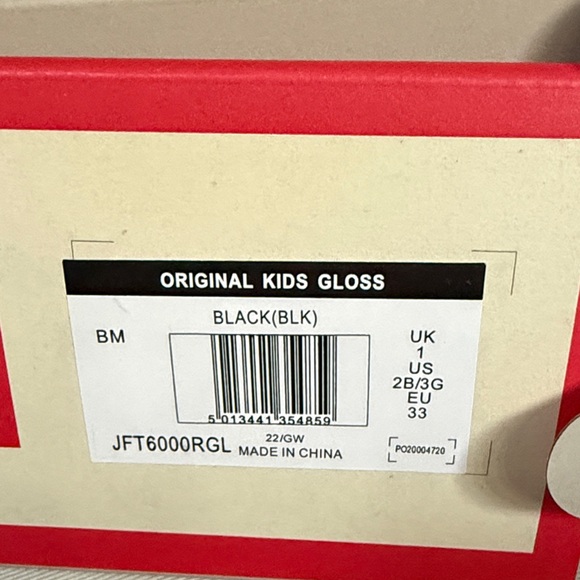 ORIGINAL KIDS GLOSS
BLACK(BLK)
BM
UK
1
US
2B/3G
EU
33
5 013441 354859
JFT6000RGL
22/GW
MADE IN CHINA
PO20004720